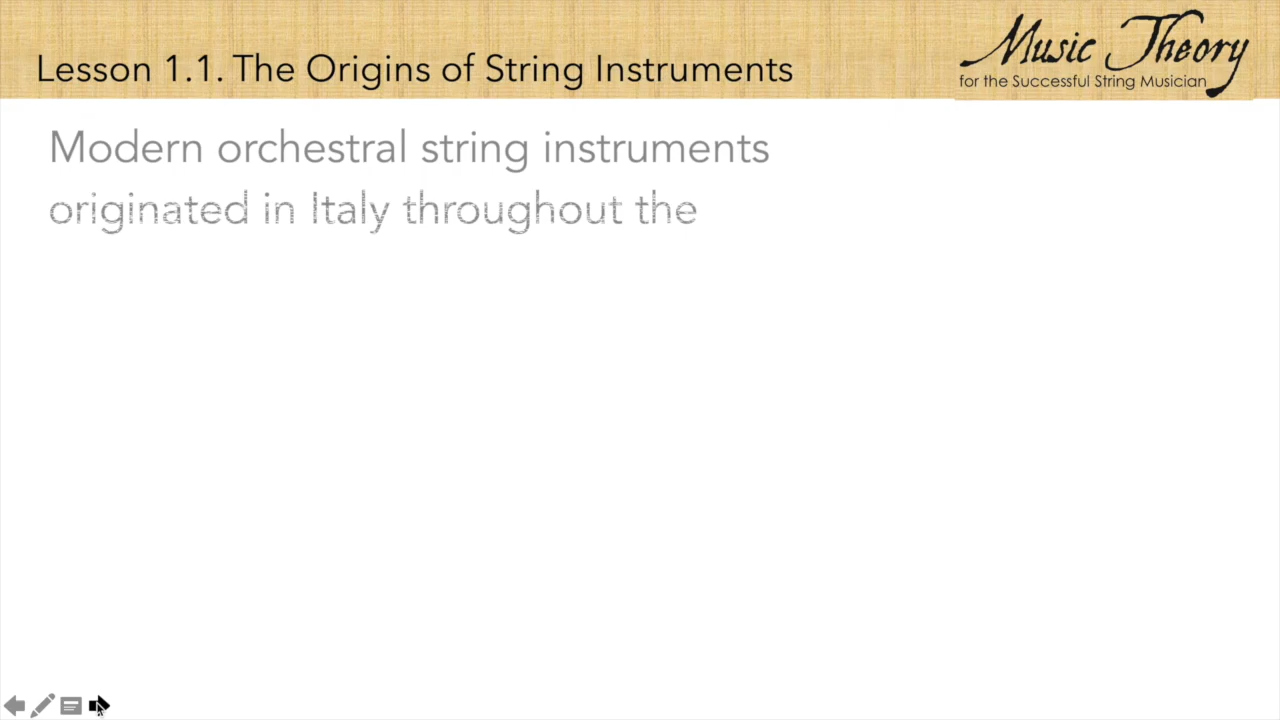 Lesson 1.1. The Origins of String Instruments
Music Theory
for the Successful String Musician
Modern orchestral string instruments
originated in Italy throughout the